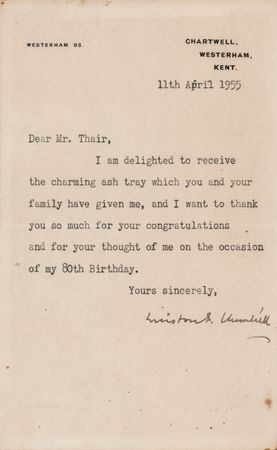 WESTERHAM 93.
CHARTWELL,
WESTERHAM,
KENT.
11th April 1955
Dear Mr. Thair,
I am delighted to receive
the charming ash tray which you and your
family have given me, and I want to thank
you so much for your congratulations
and for your thought of me on the occasion
of my 80th Birthday.
Yours sincerely,
Winston S. Churchill